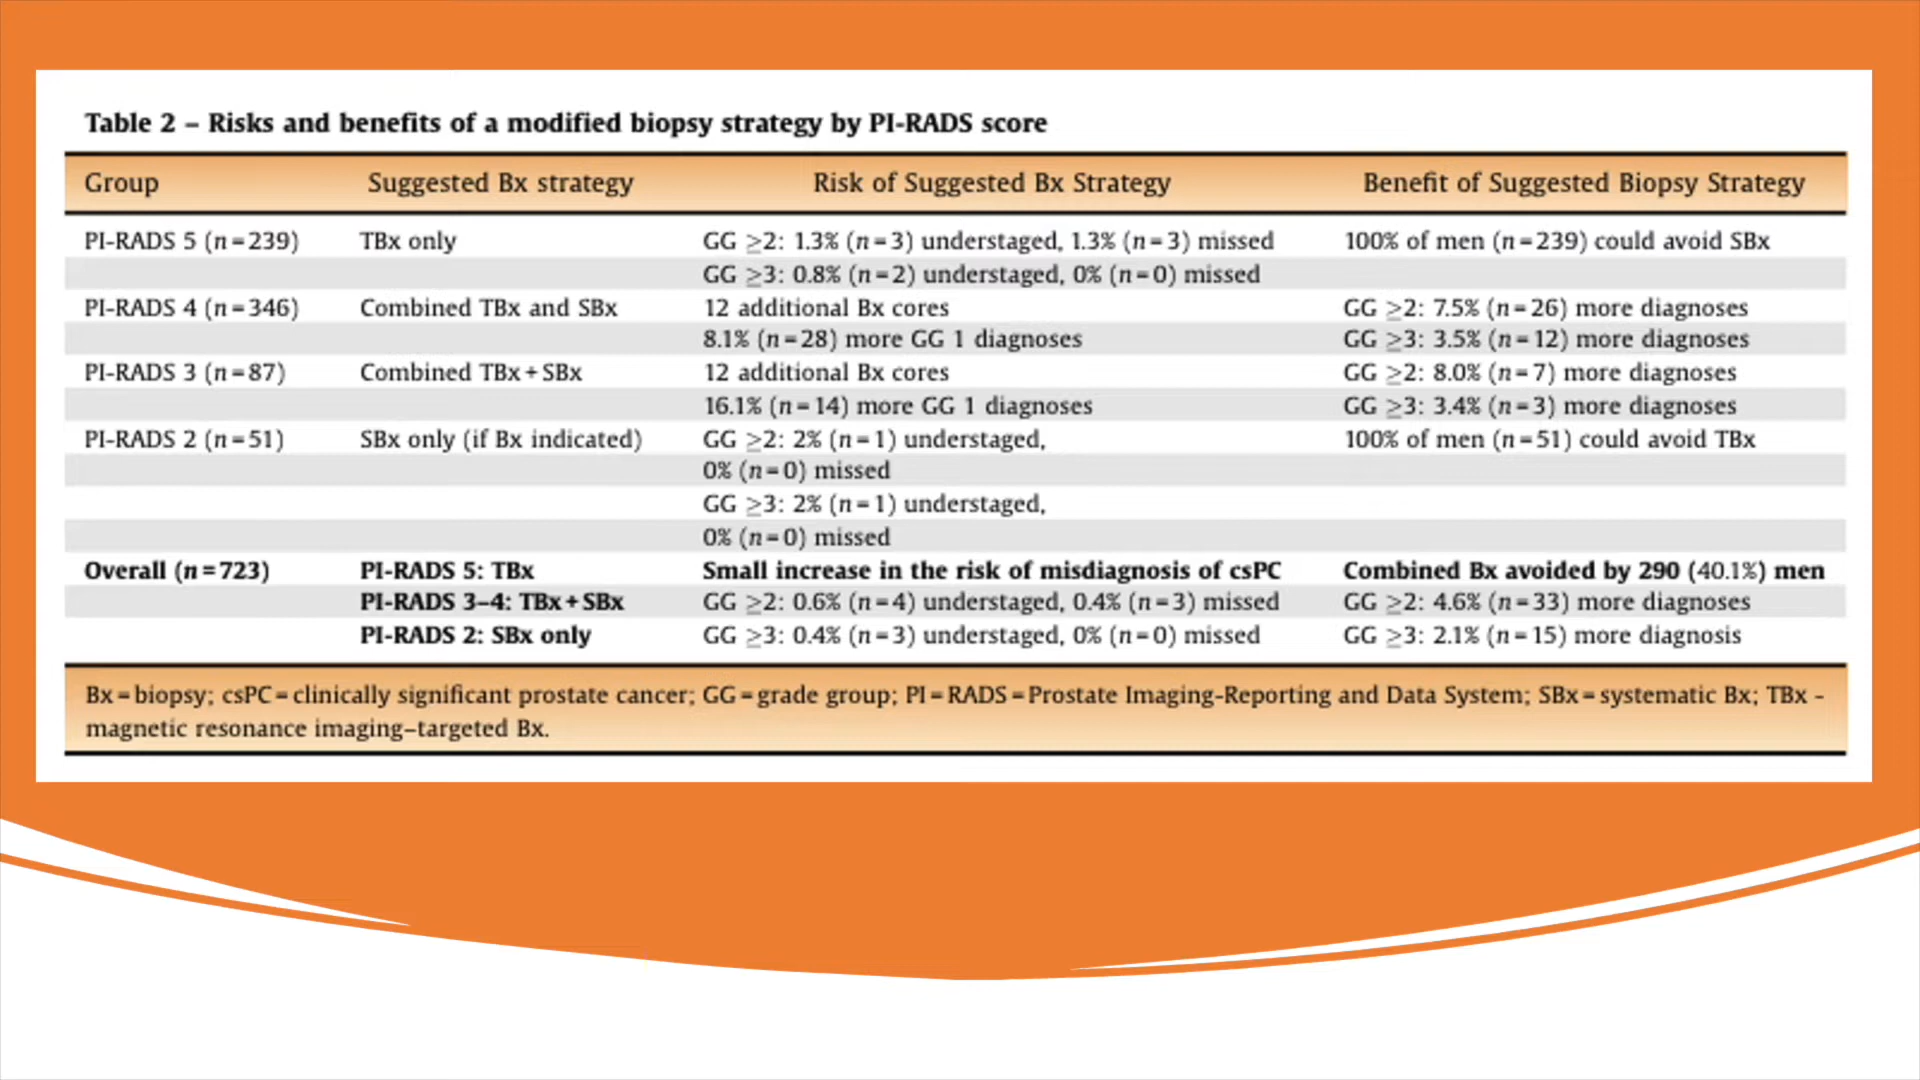 Table 2 – Risks and benefits of a modified biopsy strategy by PI-RADS score
Group Suggested Bx strategy Risk of Suggested Bx Strategy Benefit of Suggested Biopsy Strategy
PI-RADS 5 (n=239) TBx only GG ≥2: 1.3% (n=3) understaged, 1.3% (n=3) missed 100% of men (n=239) could avoid SBx
GG ≥3: 0.8% (n=2) understaged, 0% (n=0) missed
PI-RADS 4 (n=346) Combined TBx and SBx 12 additional Bx cores GG ≥2: 7.5% (n=26) more diagnoses
8.1% (n=28) more GG 1 diagnoses GG ≥3: 3.5% (n=12) more diagnoses
PI-RADS 3 (n=87) Combined TBx+SBx 12 additional Bx cores GG ≥2: 8.0% (n=7) more diagnoses
16.1% (n=14) more GG 1 diagnoses GG ≥3: 3.4% (n=3) more diagnoses
PI-RADS 2 (n=51) SBx only (if Bx indicated) GG ≥2: 2% (n=1) understaged, 100% of men (n=51) could avoid TBx
0% (n=0) missed
GG ≥3: 2% (n=1) understaged,
0% (n=0) missed
Overall (n=723) PI-RADS 5: TBx Small increase in the risk of misdiagnosis of csPC Combined Bx avoided by 290 (40.1%) men
PI-RADS 3–4: TBx+SBx GG ≥2: 0.6% (n=4) understaged, 0.4% (n=3) missed GG ≥2: 4.6% (n=33) more diagnoses
PI-RADS 2: SBx only GG ≥3: 0.4% (n=3) understaged, 0% (n=0) missed GG ≥3: 2.1% (n=15) more diagnosis
Bx=biopsy; csPC=clinically significant prostate cancer; GG=grade group; PI=RADS=Prostate Imaging-Reporting and Data System; SBx=systematic Bx; TBx -
magnetic resonance imaging–targeted Bx.